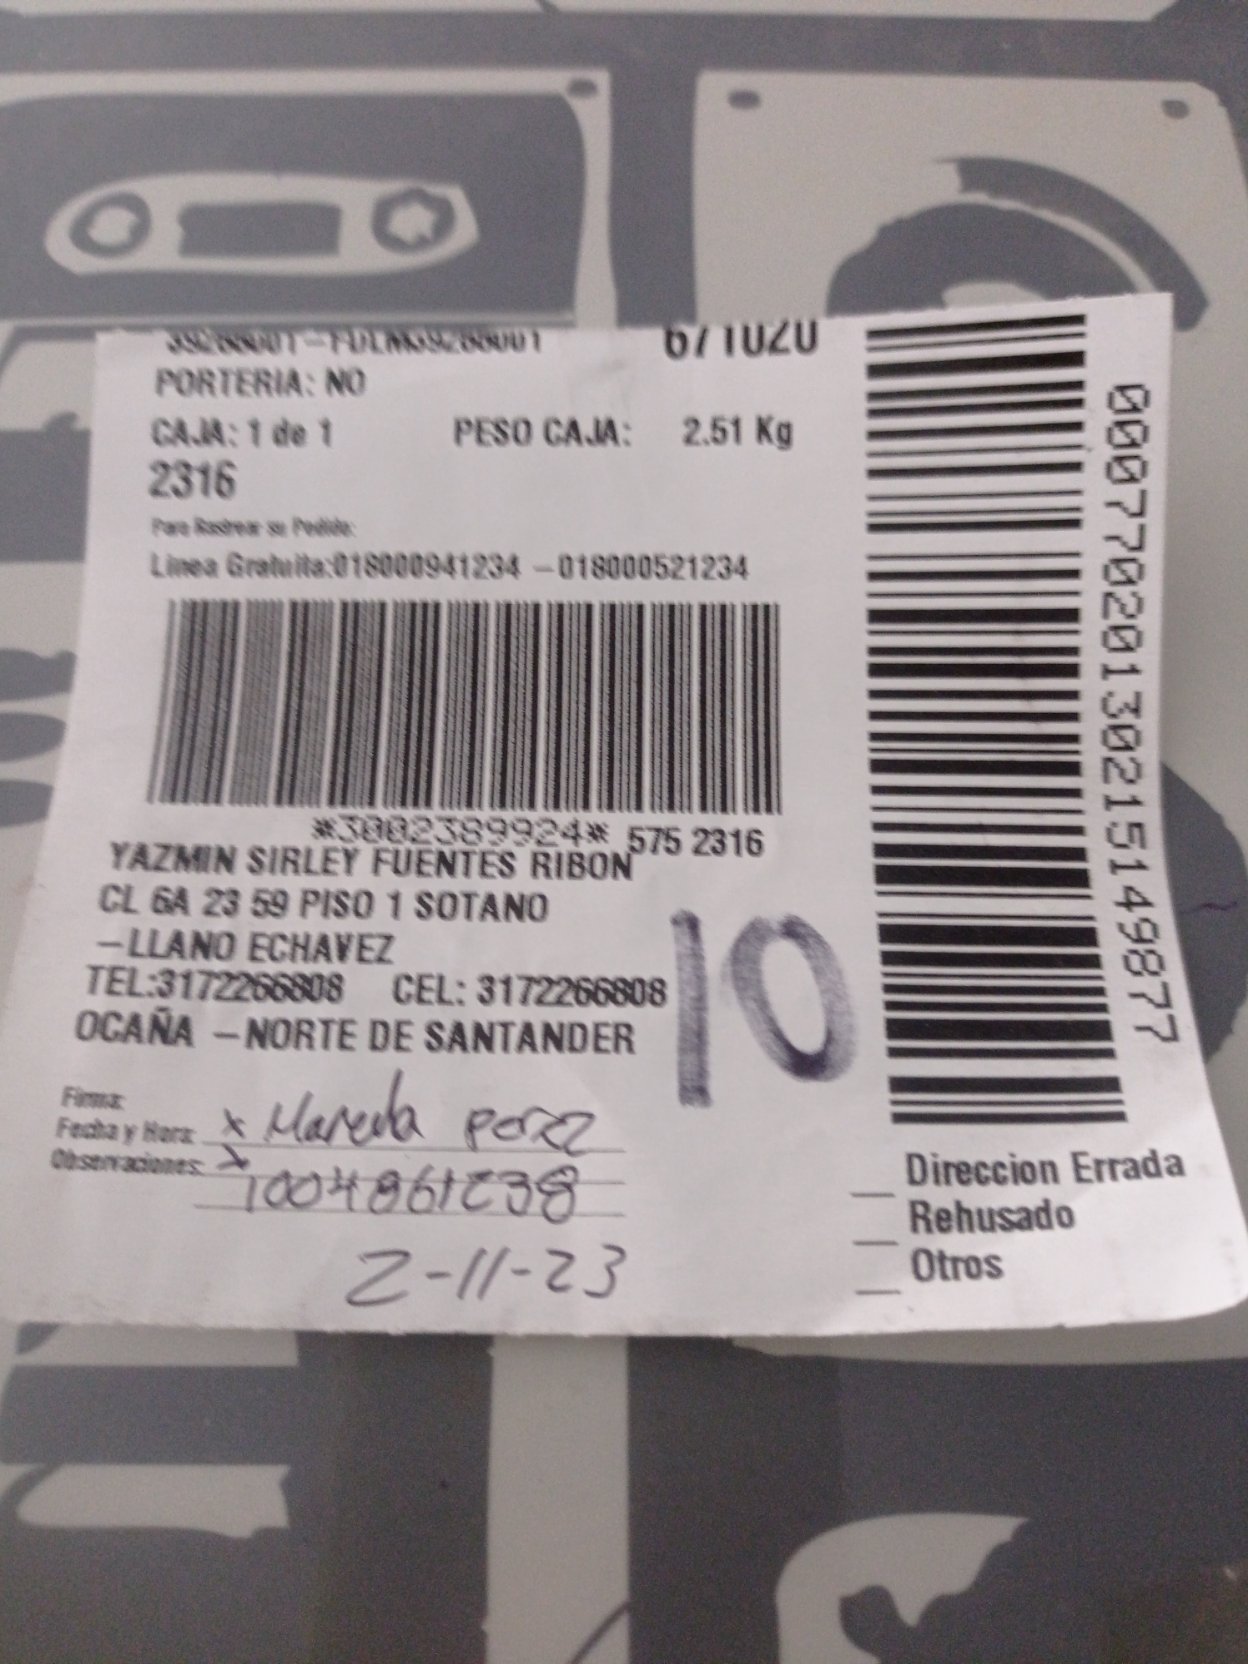 671020
PORTERIA: NO
CAJA: 1 de 1 PESO CAJA: 2.51 Kg
2316
Para Rastrear su Pedido:
Linea Gratuita:018000941234 –018000521234
*3002389924* 575 2316
YAZMIN SIRLEY FUENTES RIBON
CL 6A 23 59 PISO 1 SOTANO
–LLANO ECHAVEZ
TEL:3172266808 CEL: 3172266808
OCAÑA –NORTE DE SANTANDER
10
Firma:
Fecha y Hora: x
Observaciones: x
1004861238
2-11-23
00077020130215149877
Direccion Errada
Rehusado
Otros